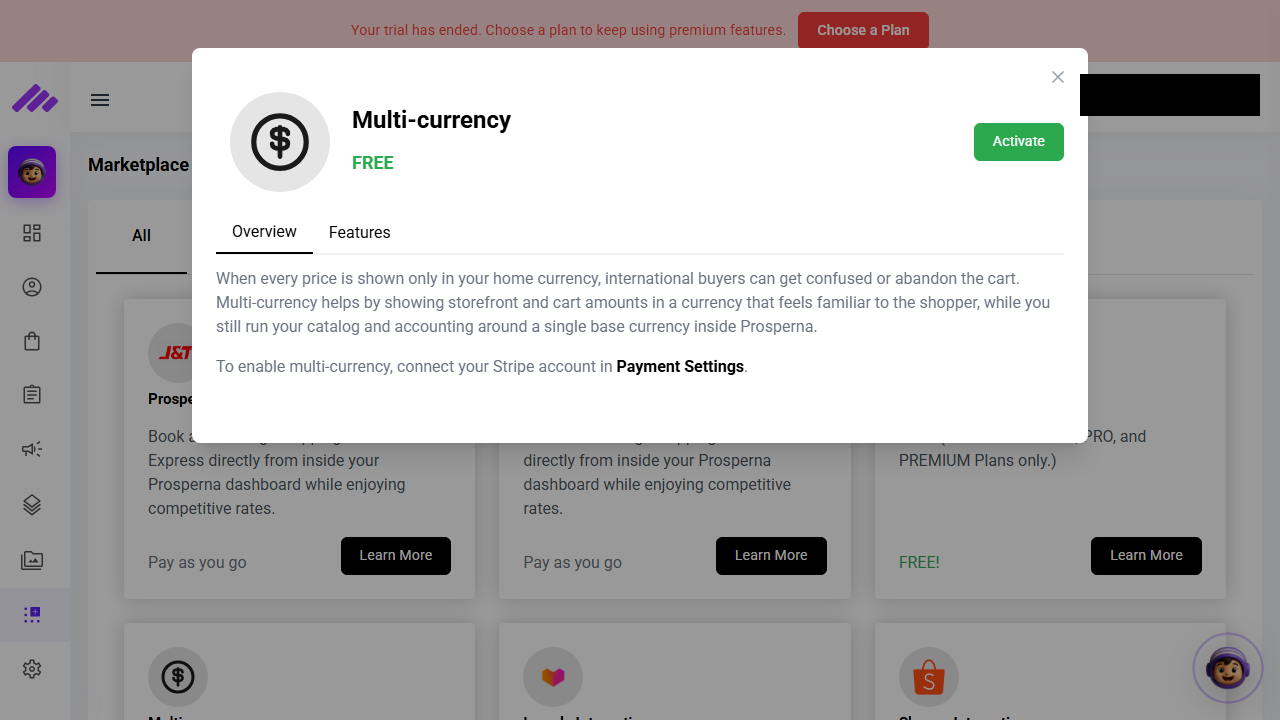 Your trial has ended. Choose a plan to keep using premium features.
Choose a Plan
Multi-currency
FREE
Activate
Marketplace
All
Overview
Features
When every price is shown only in your home currency, international buyers can get confused or abandon the cart.
Multi-currency helps by showing storefront and cart amounts in a currency that feels familiar to the shopper, while you
still run your catalog and accounting around a single base currency inside Prosperna.
To enable multi-currency, connect your Stripe account in Payment Settings.
J&T
Book
Express directly from inside your
Prosperna dashboard while enjoying
competitive rates.
Pay as you go
Learn More
directly from inside your Prosperna
dashboard while enjoying competitive
rates.
Pay as you go
Learn More
PRO, and
PREMIUM Plans only.)
FREE!
Learn More